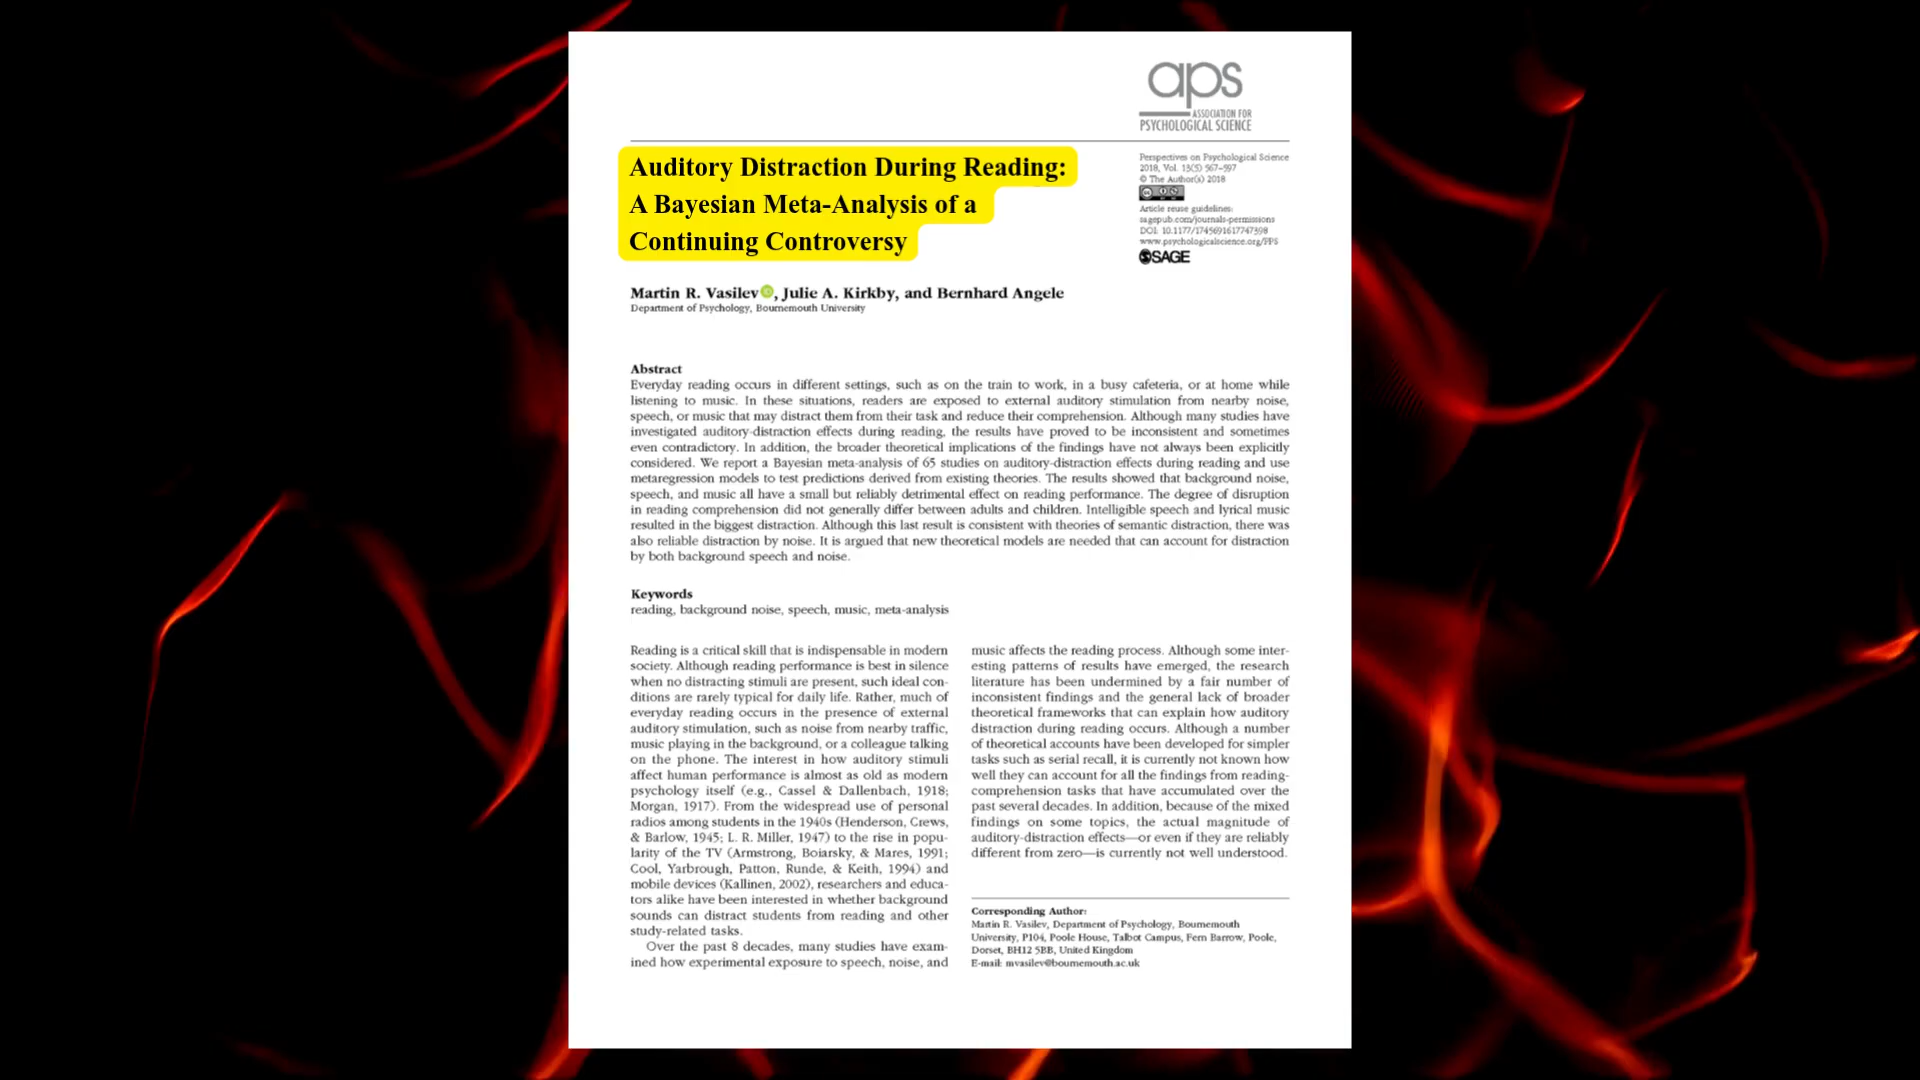 aps
ASSOCIATION FOR
PSYCHOLOGICAL SCIENCE
Auditory Distraction During Reading:
A Bayesian Meta-Analysis of a
Continuing Controversy
Perspectives on Psychological Science
2018, Vol. 13(5) 567–597
© The Author(s) 2018
Article reuse guidelines:
sagepub.com/journals-permissions
DOI: 10.1177/1745691617747398
www.psychologicalscience.org/PPS
SAGE
Martin R. Vasilev, Julie A. Kirkby, and Bernhard Angele
Department of Psychology, Bournemouth University
Abstract
Everyday reading occurs in different settings, such as on the train to work, in a busy cafeteria, or at home while
listening to music. In these situations, readers are exposed to external auditory stimulation from nearby noise,
speech, or music that may distract them from their task and reduce their comprehension. Although many studies have
investigated auditory-distraction effects during reading, the results have proved to be inconsistent and sometimes
even contradictory. In addition, the broader theoretical implications of the findings have not always been explicitly
considered. We report a Bayesian meta-analysis of 65 studies on auditory-distraction effects during reading and use
metaregression models to test predictions derived from existing theories. The results showed that background noise,
speech, and music all have a small but reliably detrimental effect on reading performance. The degree of disruption
in reading comprehension did not generally differ between adults and children. Intelligible speech and lyrical music
resulted in the biggest distraction. Although this last result is consistent with theories of semantic distraction, there was
also reliable distraction by noise. It is argued that new theoretical models are needed that can account for distraction
by both background speech and noise.
Keywords
reading, background noise, speech, music, meta-analysis
Reading is a critical skill that is indispensable in modern
society. Although reading performance is best in silence
when no distracting stimuli are present, such ideal con-
ditions are rarely typical for daily life. Rather, much of
everyday reading occurs in the presence of external
auditory stimulation, such as noise from nearby traffic,
music playing in the background, or a colleague talking
on the phone. The interest in how auditory stimuli
affect human performance is almost as old as modern
psychology itself (e.g., Cassel & Dallenbach, 1918;
Morgan, 1917). From the widespread use of personal
radios among students in the 1940s (Henderson, Crews,
& Barlow, 1945; L. R. Miller, 1947) to the rise in popu-
larity of the TV (Armstrong, Boiarsky, & Mares, 1991;
Cool, Yarbrough, Patton, Runde, & Keith, 1994) and
mobile devices (Kallinen, 2002), researchers and educa-
tors alike have been interested in whether background
sounds can distract students from reading and other
study-related tasks.
Over the past 8 decades, many studies have exam-
ined how experimental exposure to speech, noise, and
music affects the reading process. Although some inter-
esting patterns of results have emerged, the research
literature has been undermined by a fair number of
inconsistent findings and the general lack of broader
theoretical frameworks that can explain how auditory
distraction during reading occurs. Although a number
of theoretical accounts have been developed for simpler
tasks such as serial recall, it is currently not known how
well they can account for all the findings from reading-
comprehension tasks that have accumulated over the
past several decades. In addition, because of the mixed
findings on some topics, the actual magnitude of
auditory-distraction effects—or even if they are reliably
different from zero—is currently not well understood.
Corresponding Author:
Martin R. Vasilev, Department of Psychology, Bournemouth
University, P104, Poole House, Talbot Campus, Fern Barrow, Poole,
Dorset, BH12 5BB, United Kingdom
E-mail: mvasilev@bournemouth.ac.uk